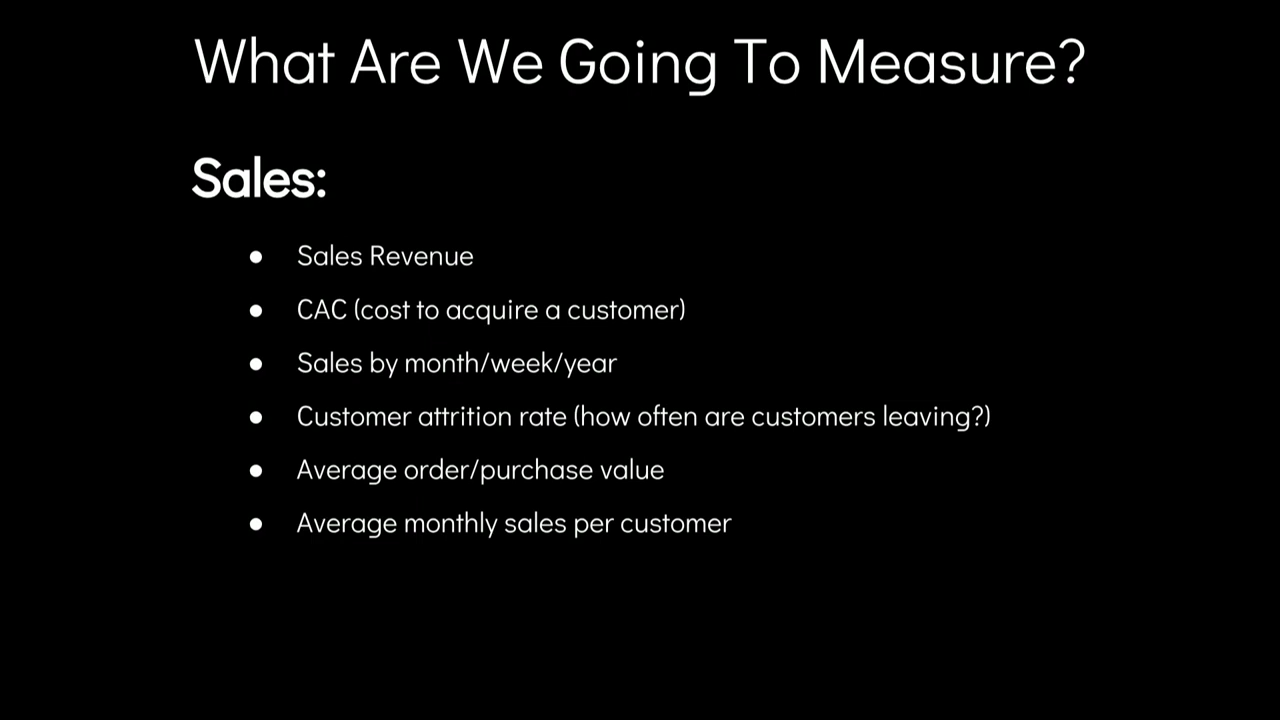 What Are We Going To Measure?
Sales:
● Sales Revenue
● CAC (cost to acquire a customer)
● Sales by month/week/year
● Customer attrition rate (how often are customers leaving?)
● Average order/purchase value
● Average monthly sales per customer